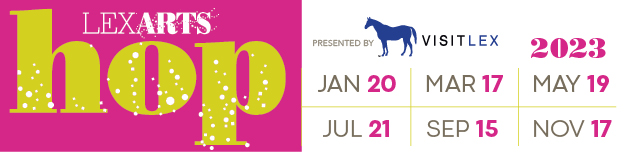 LEXARTS
hop
PRESENTED BY VISITLEX
2023
JAN 20 MAR 17 MAY 19
JUL 21 SEP 15 NOV 17